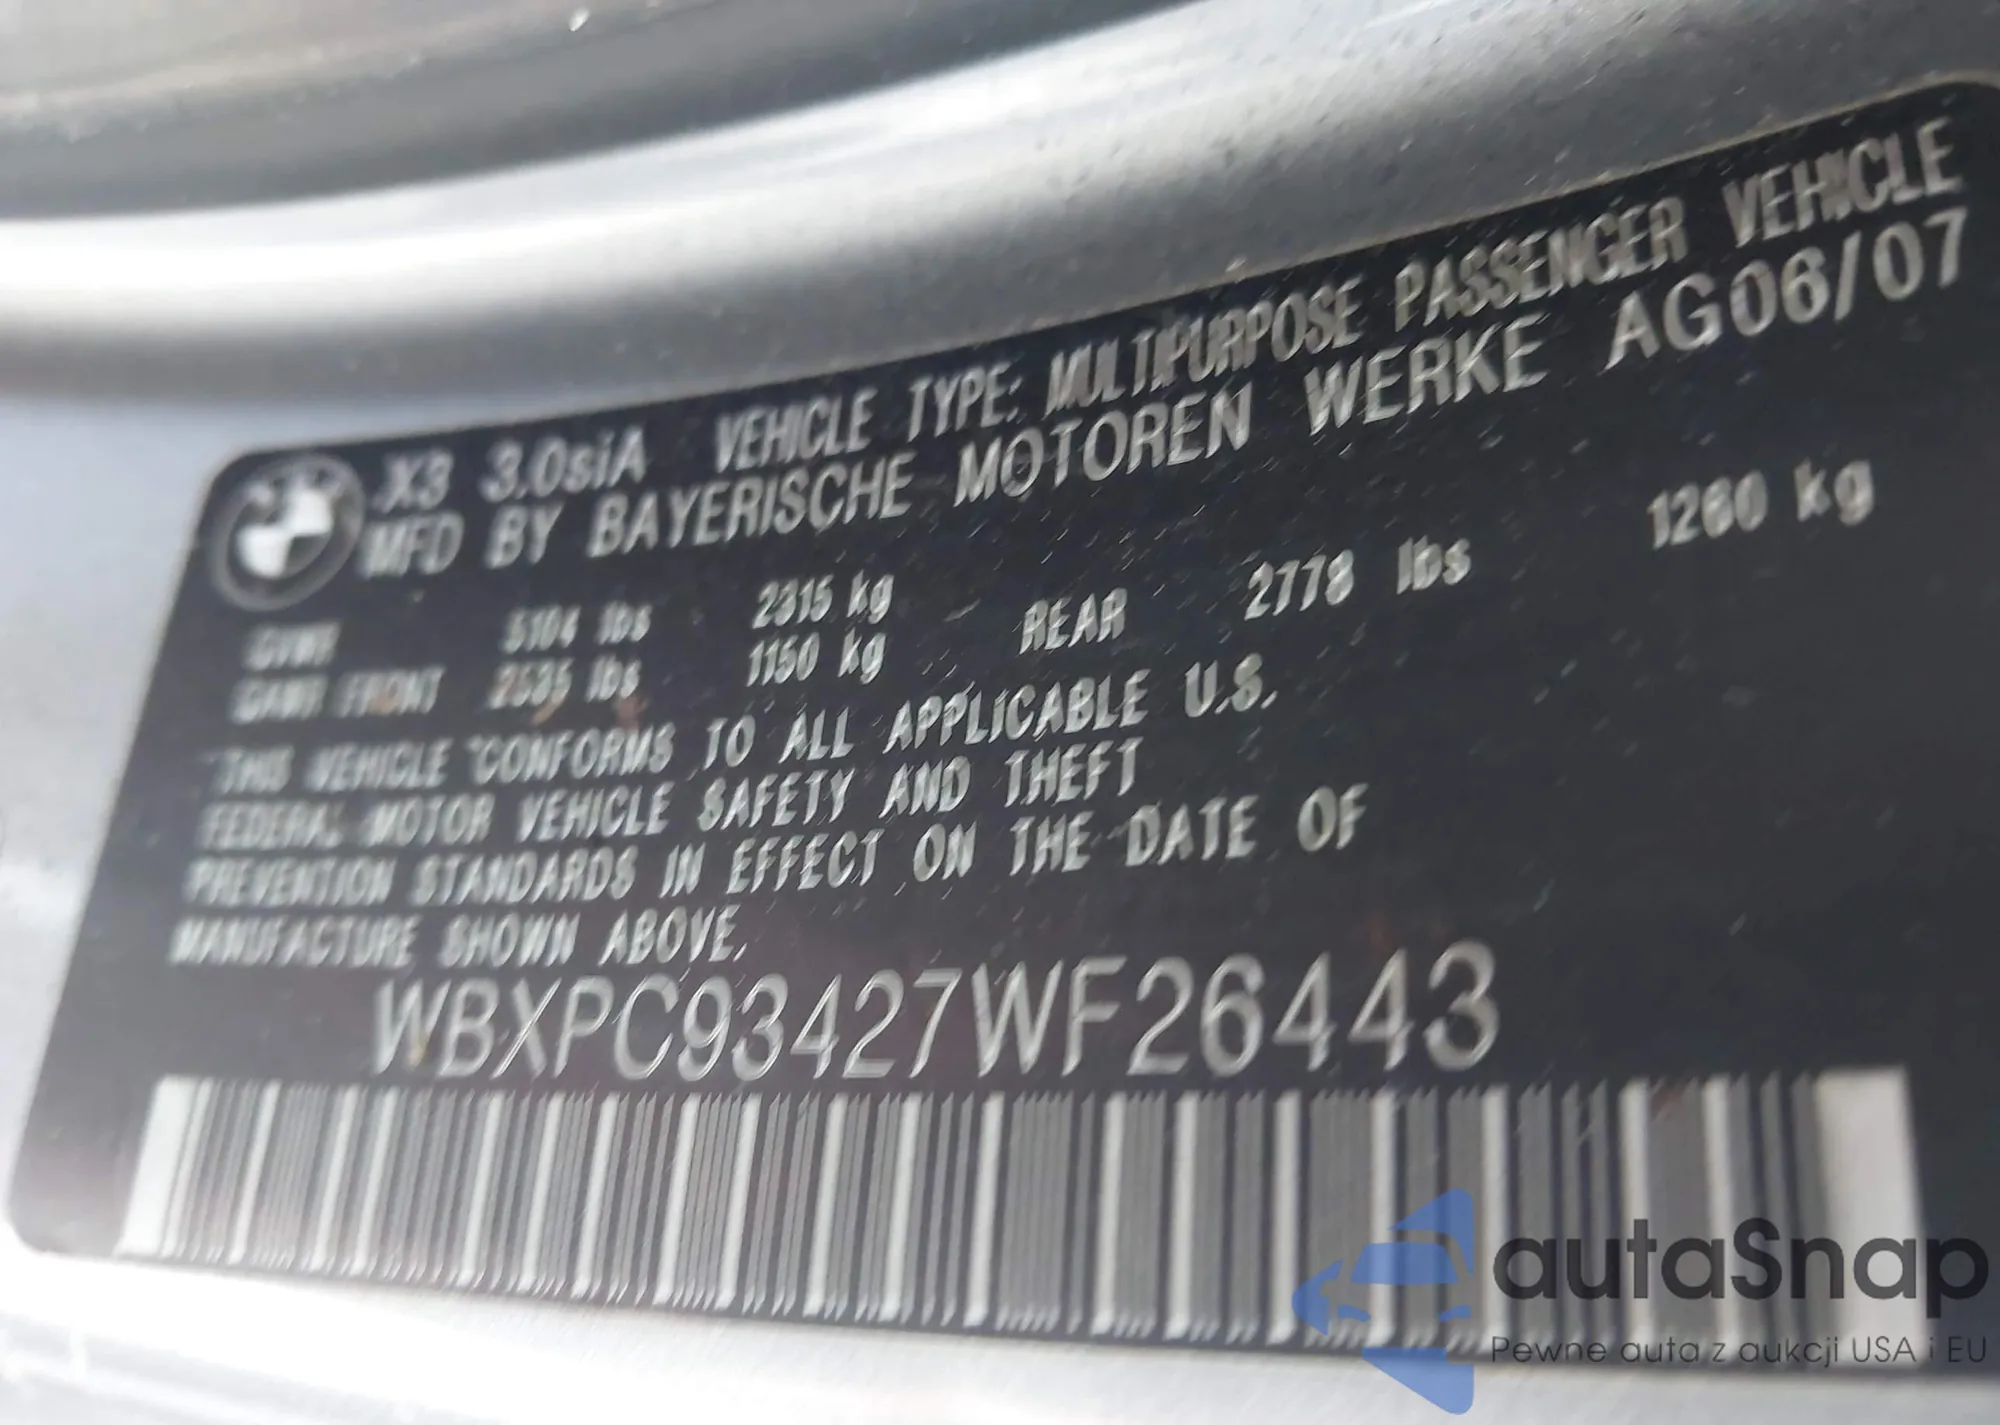 X3 3.0siA VEHICLE TYPE: MULTIPURPOSE PASSENGER VEHICLE
MFD BY BAYERISCHE MOTOREN WERKE AG 06/07
GVWR 5104 lbs 2315 kg
GAWR FRONT 2535 lbs 1150 kg REAR 2778 lbs 1260 kg
THIS VEHICLE CONFORMS TO ALL APPLICABLE U.S.
FEDERAL MOTOR VEHICLE SAFETY AND THEFT
PREVENTION STANDARDS IN EFFECT ON THE DATE OF
MANUFACTURE SHOWN ABOVE.
WBXPC93427WF26443
autaSnap
Pewne auta z aukcji USA i EU